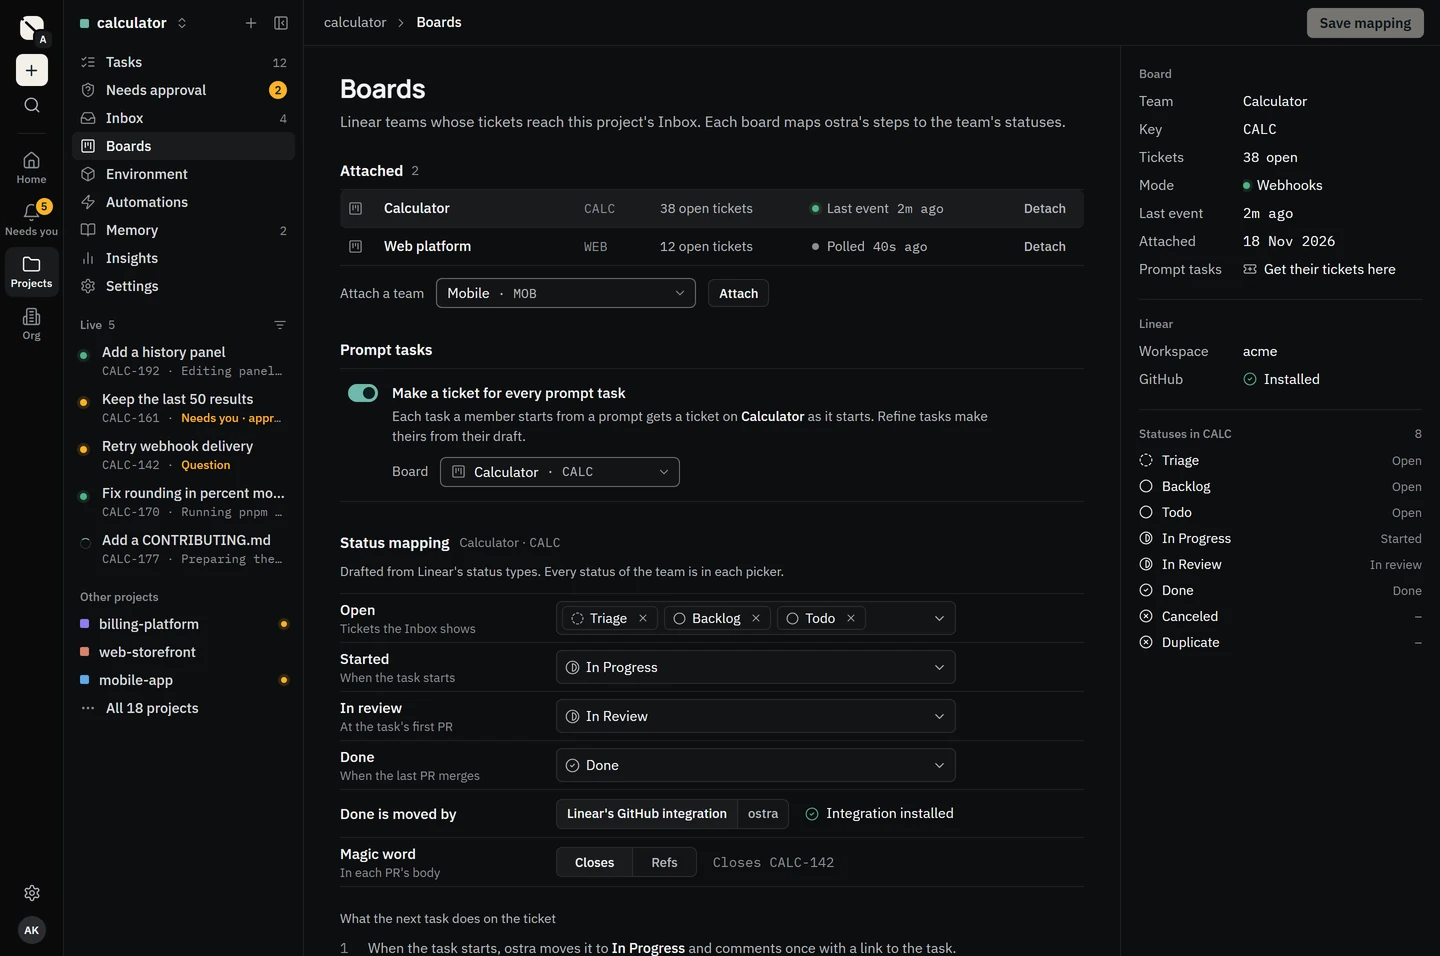 A
Home
5
Needs you
Projects
Org
AK
calculator
Tasks 12
Needs approval 2
Inbox 4
Boards
Environment
Automations
Memory 2
Insights
Settings
Live 5
Add a history panel
CALC-192 · Editing panel…
Keep the last 50 results
CALC-161 · Needs you · appr…
Retry webhook delivery
CALC-142 · Question
Fix rounding in percent mo…
CALC-170 · Running pnpm …
Add a CONTRIBUTING.md
CALC-177 · Preparing the…
Other projects
billing-platform
web-storefront
mobile-app
All 18 projects
calculator > Boards
Save mapping
Boards
Linear teams whose tickets reach this project's Inbox. Each board maps ostra's steps to the team's statuses.
Attached 2
Calculator CALC 38 open tickets Last event 2m ago Detach
Web platform WEB 12 open tickets Polled 40s ago Detach
Attach a team Mobile · MOB Attach
Prompt tasks
Make a ticket for every prompt task
Each task a member starts from a prompt gets a ticket on Calculator as it starts. Refine tasks make
theirs from their draft.
Board Calculator · CALC
Status mapping Calculator · CALC
Drafted from Linear's status types. Every status of the team is in each picker.
Open
Tickets the Inbox shows
Triage Backlog Todo
Started
When the task starts
In Progress
In review
At the task's first PR
In Review
Done
When the last PR merges
Done
Done is moved by Linear's GitHub integration ostra Integration installed
Magic word
In each PR's body
Closes Refs Closes CALC-142
What the next task does on the ticket
1 When the task starts, ostra moves it to In Progress and comments once with a link to the task.
Board
Team Calculator
Key CALC
Tickets 38 open
Mode Webhooks
Last event 2m ago
Attached 18 Nov 2026
Prompt tasks Get their tickets here
Linear
Workspace acme
GitHub Installed
Statuses in CALC 8
Triage Open
Backlog Open
Todo Open
In Progress Started
In Review In review
Done Done
Canceled –
Duplicate –